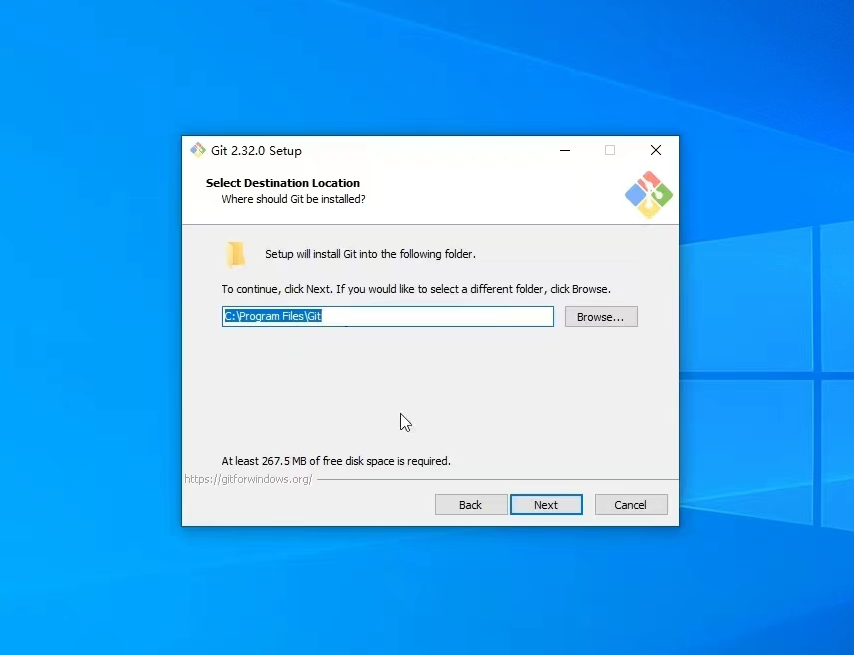 Git 2.32.0 Setup
Select Destination Location
Where should Git be installed?
Setup will install Git into the following folder.
To continue, click Next. If you would like to select a different folder, click Browse.
C:\Program Files\Git
Browse...
At least 267.5 MB of free disk space is required.
https://gitforwindows.org/
Back
Next
Cancel